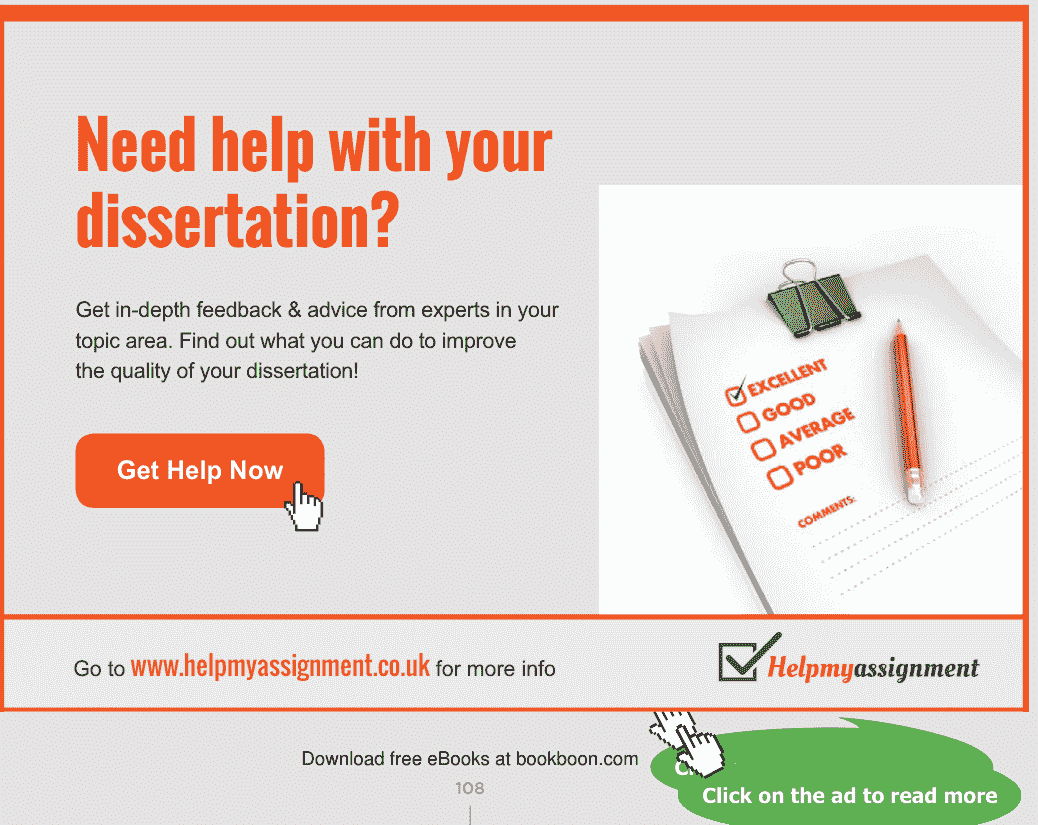 Need help with your
dissertation?
Get in-depth feedback & advice from experts in your
topic area. Find out what you can do to improve
the quality of your dissertation!
Get Help Now
EXCELLENT
GOOD
AVERAGE
POOR
COMMENTS:
Go to www.helpmyassignment.co.uk for more info
Helpmyassignment
Download free eBooks at bookboon.com
108
Click on the ad to read more